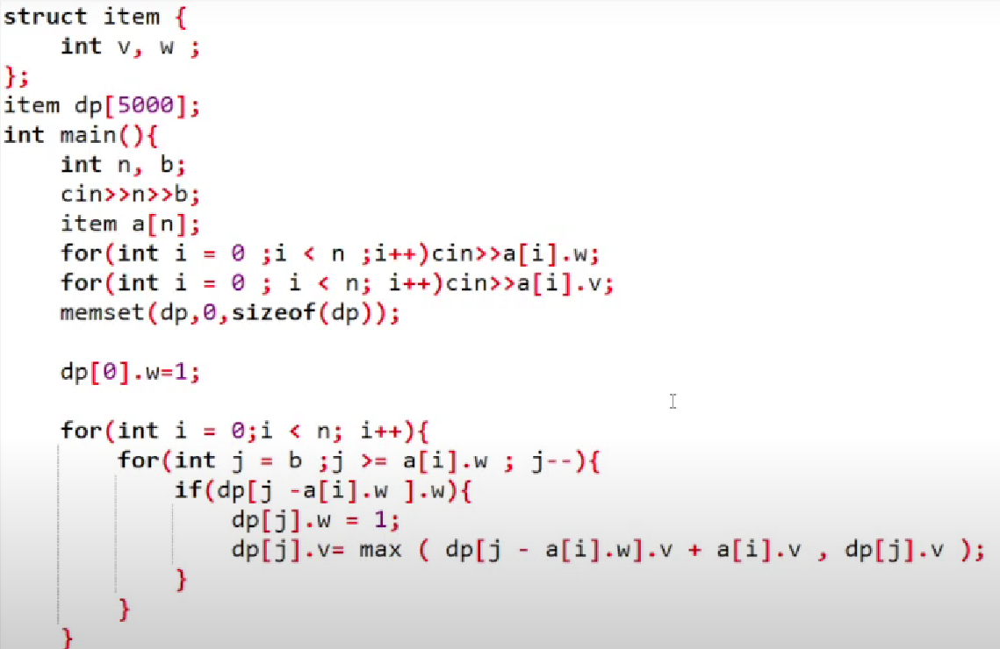 struct item {
    int v, w ;
};
item dp[5000];
int main(){
    int n, b;
    cin>>n>>b;
    item a[n];
    for(int i = 0 ;i < n ;i++)cin>>a[i].w;
    for(int i = 0 ; i < n; i++)cin>>a[i].v;
    memset(dp,0,sizeof(dp));
    dp[0].w=1;
    for(int i = 0;i < n; i++){
        for(int j = b ;j >= a[i].w ; j--){
            if(dp[j -a[i].w ].w){
                dp[j].w = 1;
                dp[j].v= max ( dp[j - a[i].w].v + a[i].v , dp[j].v );
            }
        }
    }